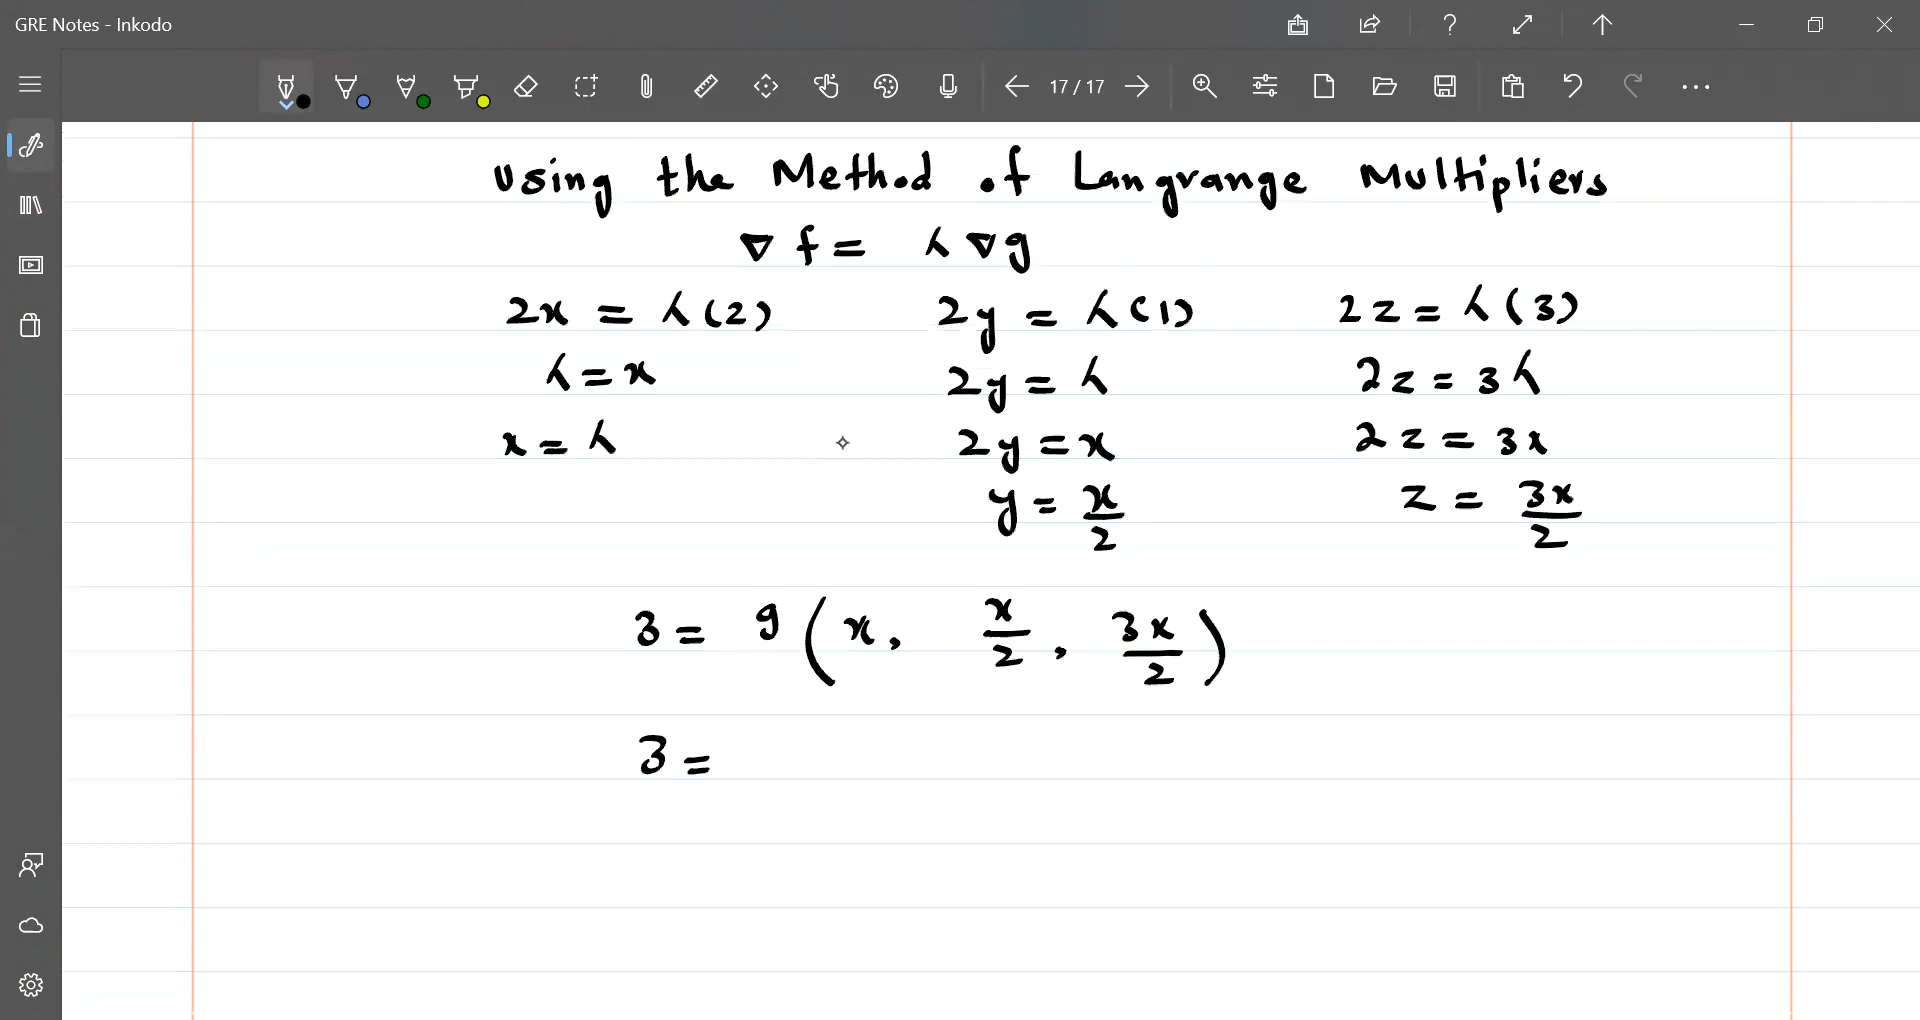 GRE Notes - Inkodo
17 / 17
Using the Method of Langrange Multipliers
∇ f = λ ∇g
2x = λ (2) 2y = λ (1) 2z = λ (3)
λ = x 2y = λ 2z = 3λ
x = λ 2y = x 2z = 3x
y = x/2 z = 3x/2
3 = g (x, x/2, 3x/2)
3 =